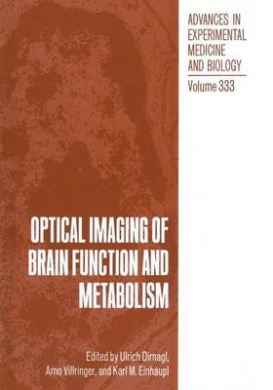 ADVANCES IN
EXPERIMENTAL
MEDICINE
AND BIOLOGY
Volume 333
OPTICAL IMAGING OF
BRAIN FUNCTION AND
METABOLISM
Edited by Ulrich Dirnagl,
Arno Villringer, and Karl M. Einhaupl